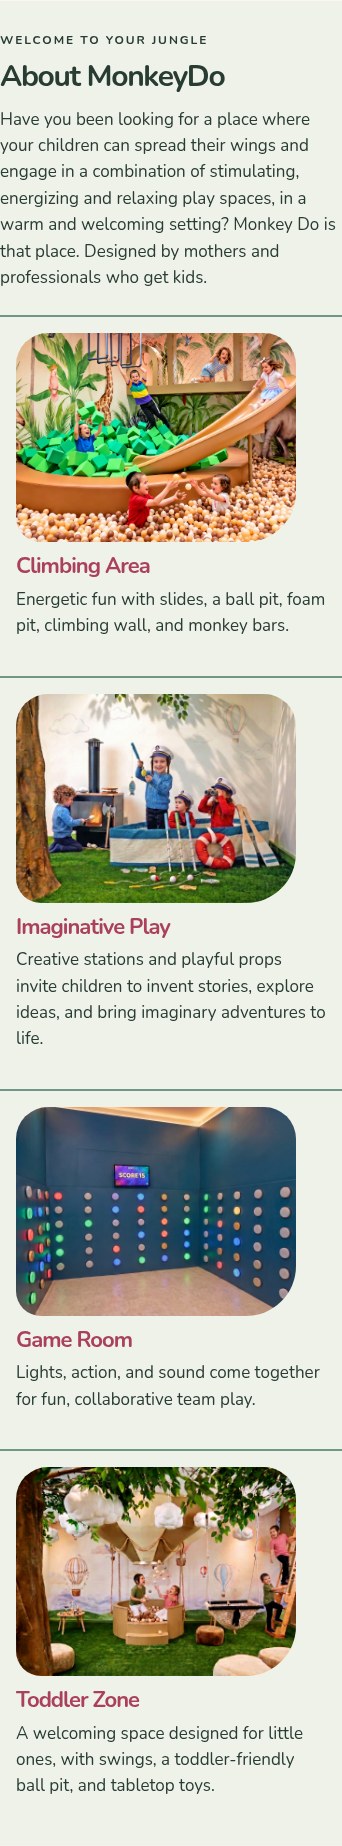 WELCOME TO YOUR JUNGLE
About MonkeyDo
Have you been looking for a place where
your children can spread their wings and
engage in a combination of stimulating,
energizing and relaxing play spaces, in a
warm and welcoming setting? Monkey Do is
that place. Designed by mothers and
professionals who get kids.
Climbing Area
Energetic fun with slides, a ball pit, foam
pit, climbing wall, and monkey bars.
Imaginative Play
Creative stations and playful props
invite children to invent stories, explore
ideas, and bring imaginary adventures to
life.
SCORE 15
Game Room
Lights, action, and sound come together
for fun, collaborative team play.
Toddler Zone
A welcoming space designed for little
ones, with swings, a toddler-friendly
ball pit, and tabletop toys.